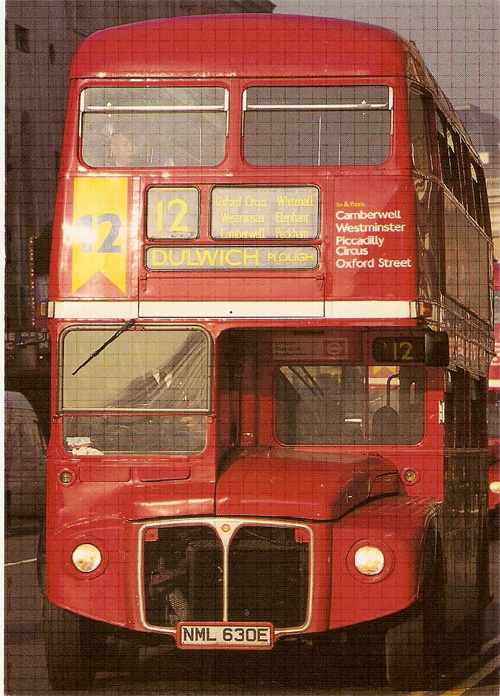 12
12
Oxford Circus Whitehall
Westminster Elephant
Camberwell Peckham
DULWICH PLOUGH
to & from
Camberwell
Westminster
Piccadilly
Circus
Oxford Street
12
NML 630E